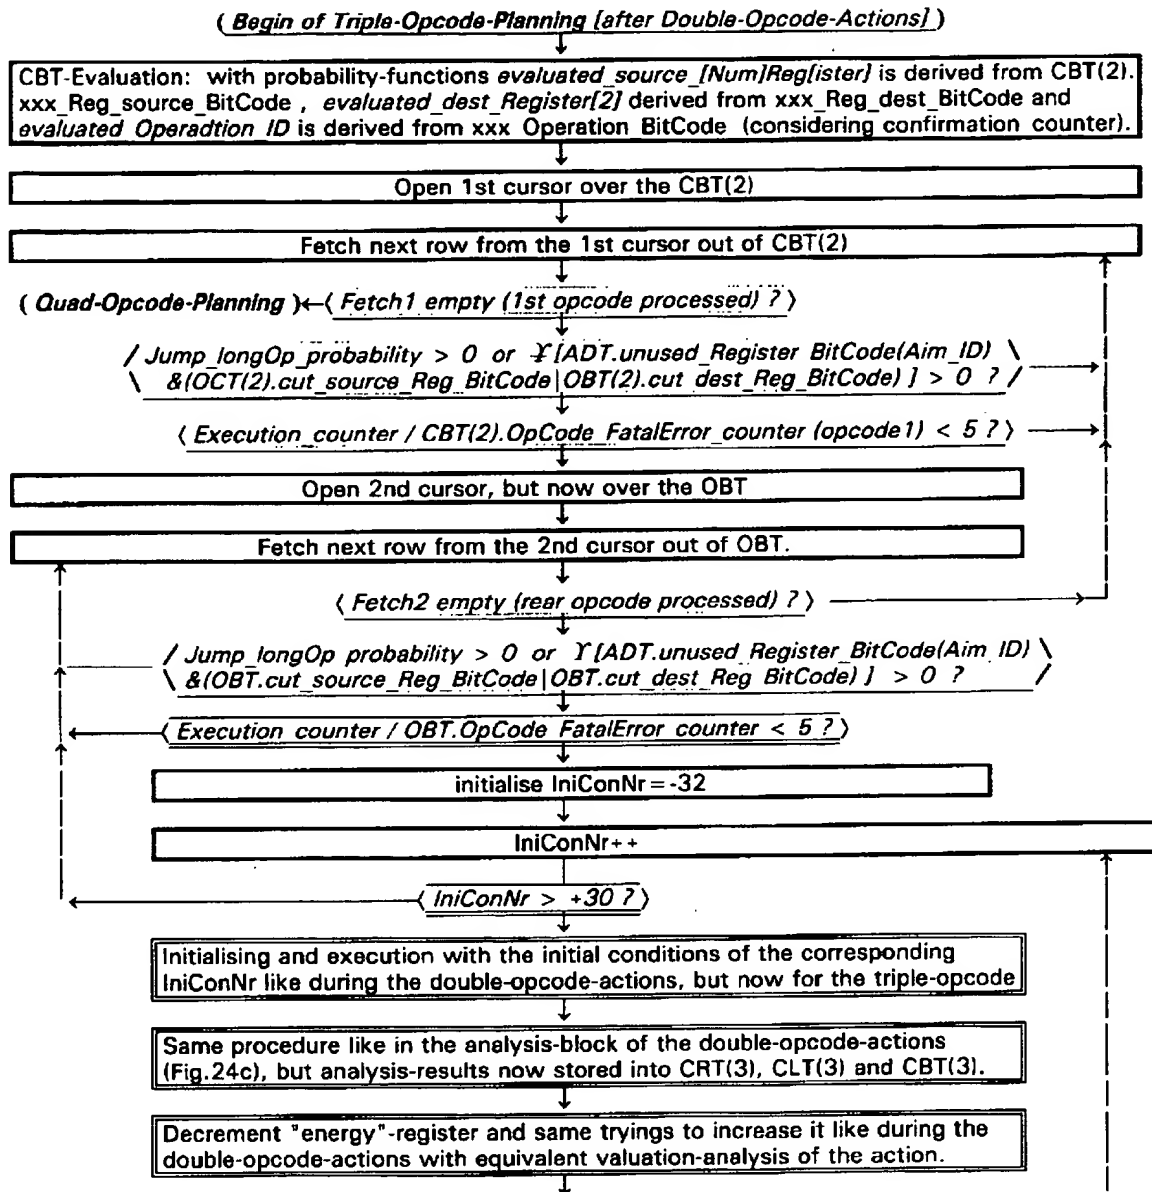 ( Begin of Triple-Opcode-Planning [after Double-Opcode-Actions] )
CBT-Evaluation: with probability-functions evaluated_source_[Num]Reg[ister] is derived from CBT(2).
xxx_Reg_source_BitCode , evaluated_dest_Register[2] derived from xxx_Reg_dest_BitCode and
evaluated Operadtion ID is derived from xxx Operation BitCode (considering confirmation counter).
Open 1st cursor over the CBT(2)
Fetch next row from the 1st cursor out of CBT(2)
( Quad-Opcode-Planning )←⟨ Fetch1 empty (1st opcode processed) ? ⟩
/ Jump_longOp_probability > 0 or Ƴ[ADT.unused_Register BitCode(Aim_ID) \
\ &(OCT(2).cut_source_Reg_BitCode|OBT(2).cut dest_Reg_BitCode) ] > 0 ? /
⟨ Execution_counter / CBT(2).OpCode_FatalError_counter (opcode1) < 5 ? ⟩
Open 2nd cursor, but now over the OBT
Fetch next row from the 2nd cursor out of OBT.
⟨ Fetch2 empty (rear opcode processed) ? ⟩
/ Jump_longOp probability > 0 or ϒ[ADT.unused_Register_BitCode(Aim ID) \
\ &(OBT.cut_source_Reg_BitCode|OBT.cut_dest_Reg BitCode) ] > 0 ? /
⟨ Execution counter / OBT.OpCode FatalError counter < 5 ? ⟩
initialise IniConNr=-32
IniConNr++
⟨ IniConNr > +30 ? ⟩
Initialising and execution with the initial conditions of the corresponding
IniConNr like during the double-opcode-actions, but now for the triple-opcode
Same procedure like in the analysis-block of the double-opcode-actions
(Fig.24c), but analysis-results now stored into CRT(3), CLT(3) and CBT(3).
Decrement "energy"-register and same tryings to increase it like during the
double-opcode-actions with equivalent valuation-analysis of the action.